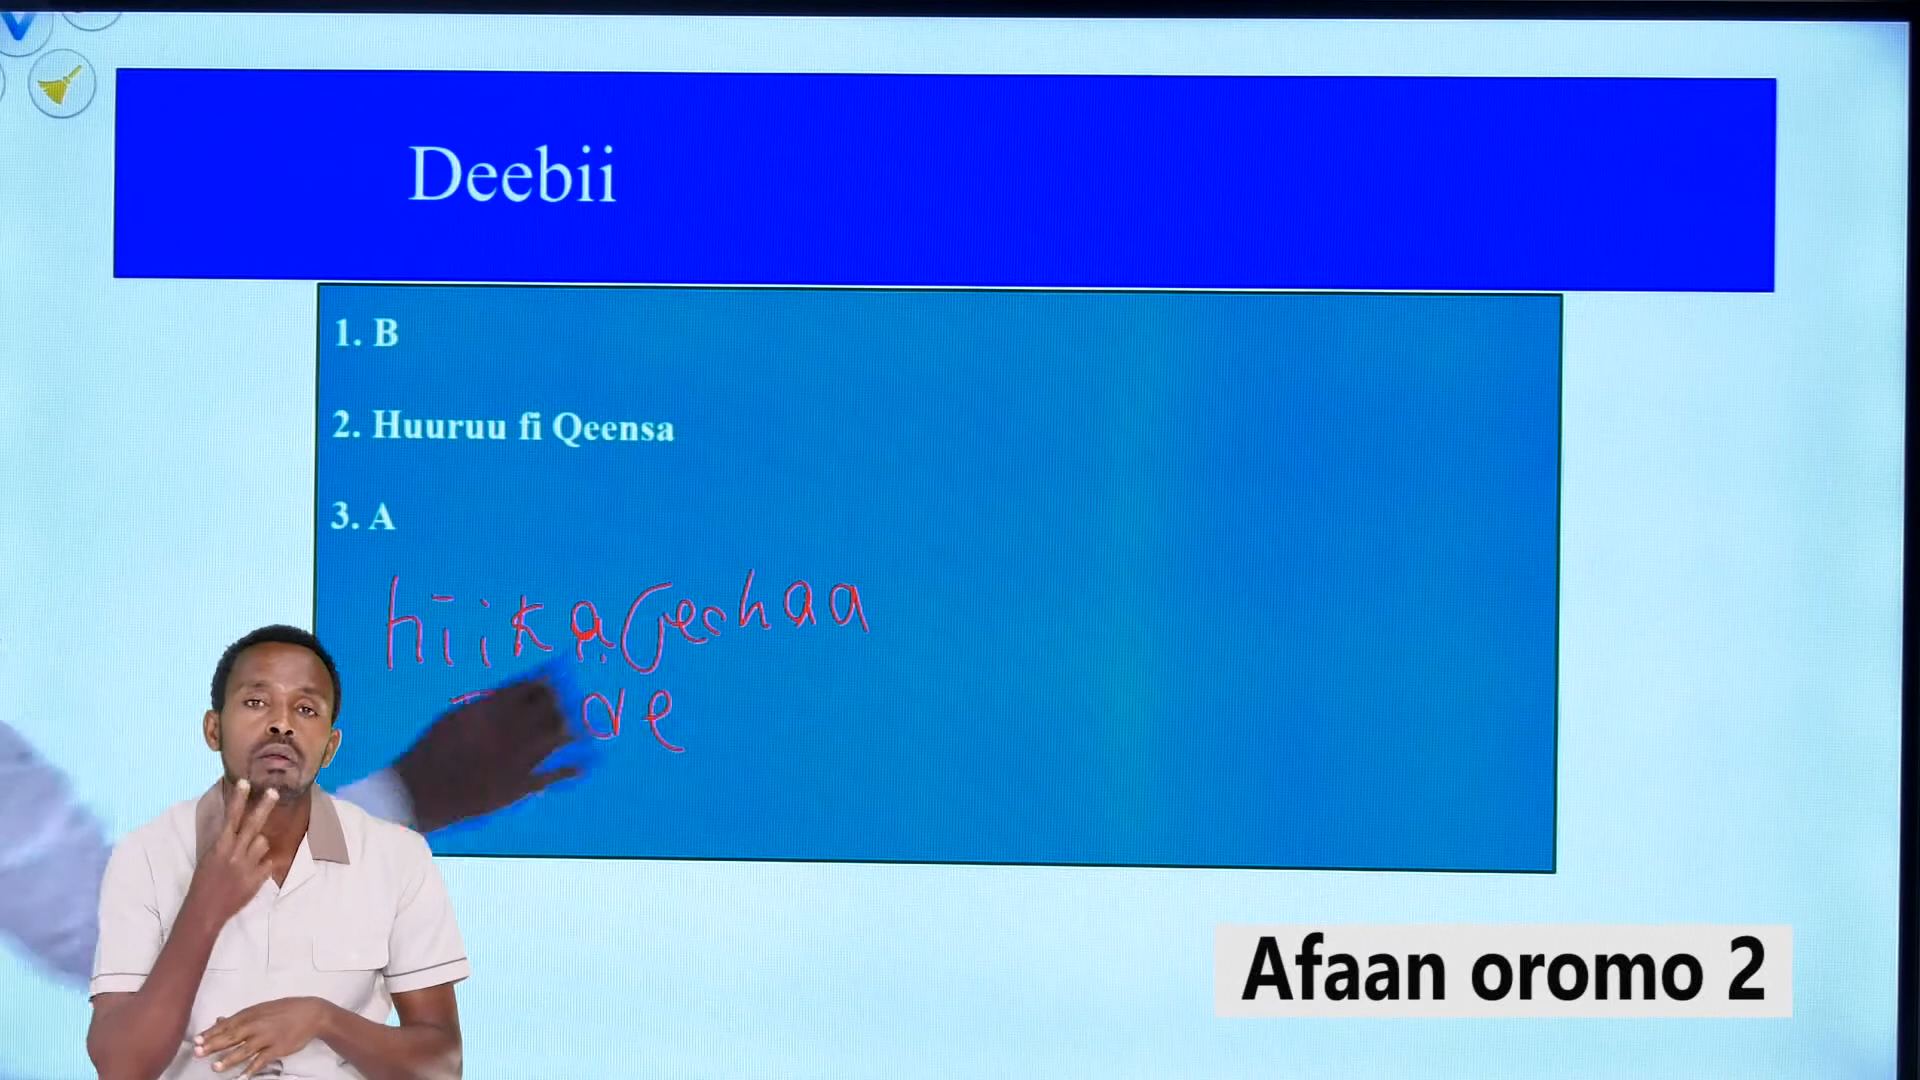 Deebii
1. B
2. Huuruu fi Qeensa
3. A
Afaan oromo 2